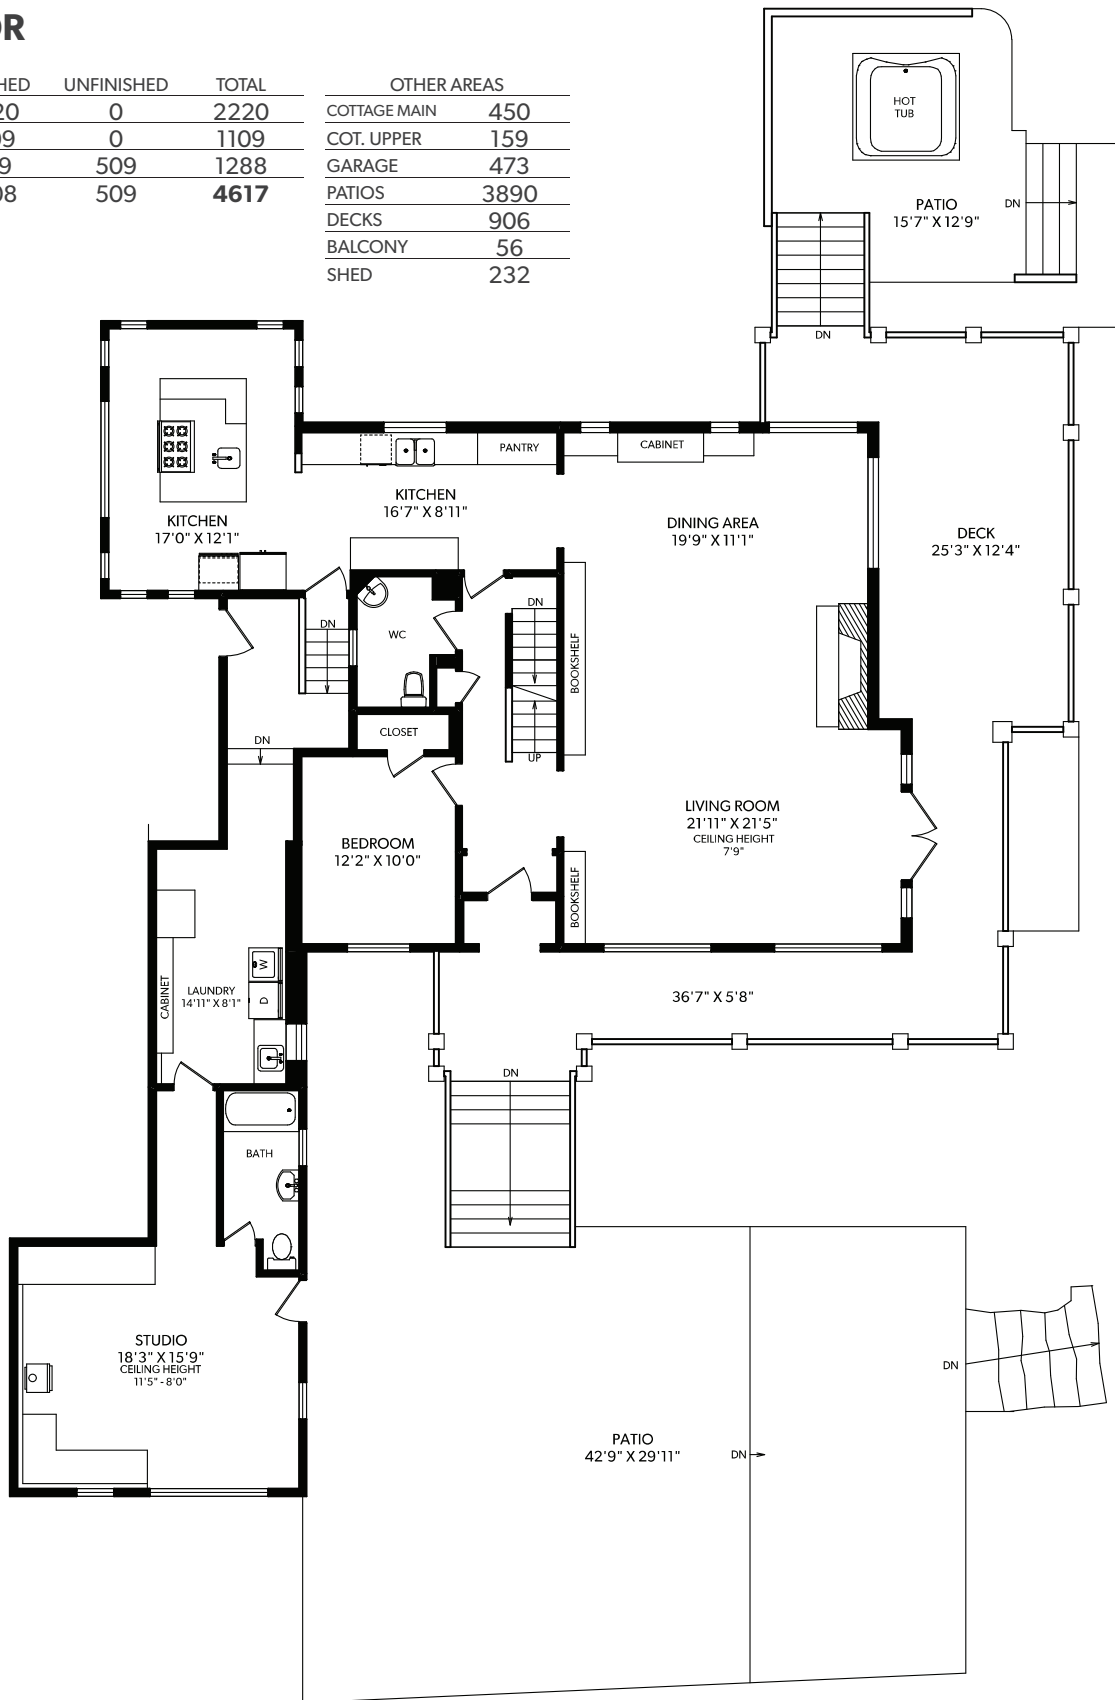 OR
HED UNFINISHED TOTAL
20 0 2220
09 0 1109
9 509 1288
08 509 4617
OTHER AREAS
COTTAGE MAIN 450
COT. UPPER 159
GARAGE 473
PATIOS 3890
DECKS 906
BALCONY 56
SHED 232
HOT
TUB
PATIO
15'7" X 12'9"
DN
DN
PANTRY
CABINET
KITCHEN
16'7" X 8'11"
KITCHEN
17'0" X 12'1"
DINING AREA
19'9" X 11'1"
DECK
25'3" X 12'4"
DN
WC
DN
BOOKSHELF
CLOSET
DN
UP
BEDROOM
12'2" X 10'0"
LIVING ROOM
21'11" X 21'5"
CEILING HEIGHT
7'9"
BOOKSHELF
W
CABINET
LAUNDRY
14'11" X 8'1"
D
36'7" X 5'8"
DN
BATH
STUDIO
18'3" X 15'9"
CEILING HEIGHT
11'5" - 8'0"
DN
PATIO
42'9" X 29'11"
DN